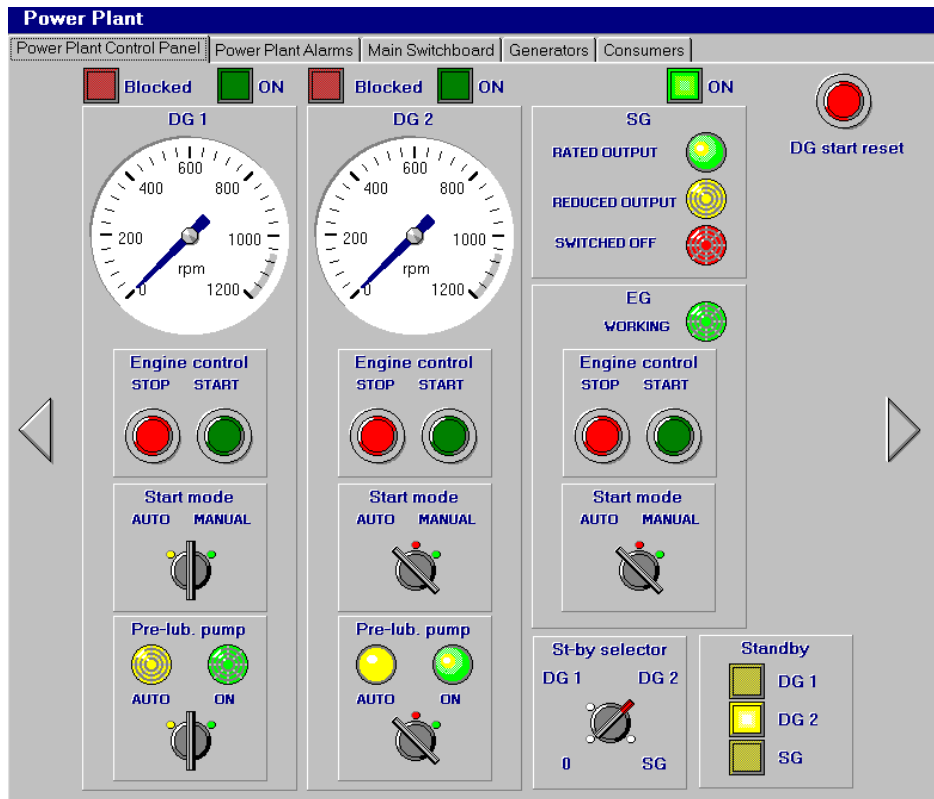 Power Plant
Power Plant Control Panel Power Plant Alarms Main Switchboard Generators Consumers
Blocked ON Blocked ON ON
DG start reset
DG 1
0 200 400 600 800 1000 1200
rpm
Engine control
STOP START
Start mode
AUTO MANUAL
Pre-lub. pump
AUTO ON
DG 2
0 200 400 600 800 1000 1200
rpm
Engine control
STOP START
Start mode
AUTO MANUAL
Pre-lub. pump
AUTO ON
SG
RATED OUTPUT
REDUCED OUTPUT
SWITCHED OFF
EG
WORKING
Engine control
STOP START
Start mode
AUTO MANUAL
St-by selector
DG 1 DG 2
0 SG
Standby
DG 1
DG 2
SG